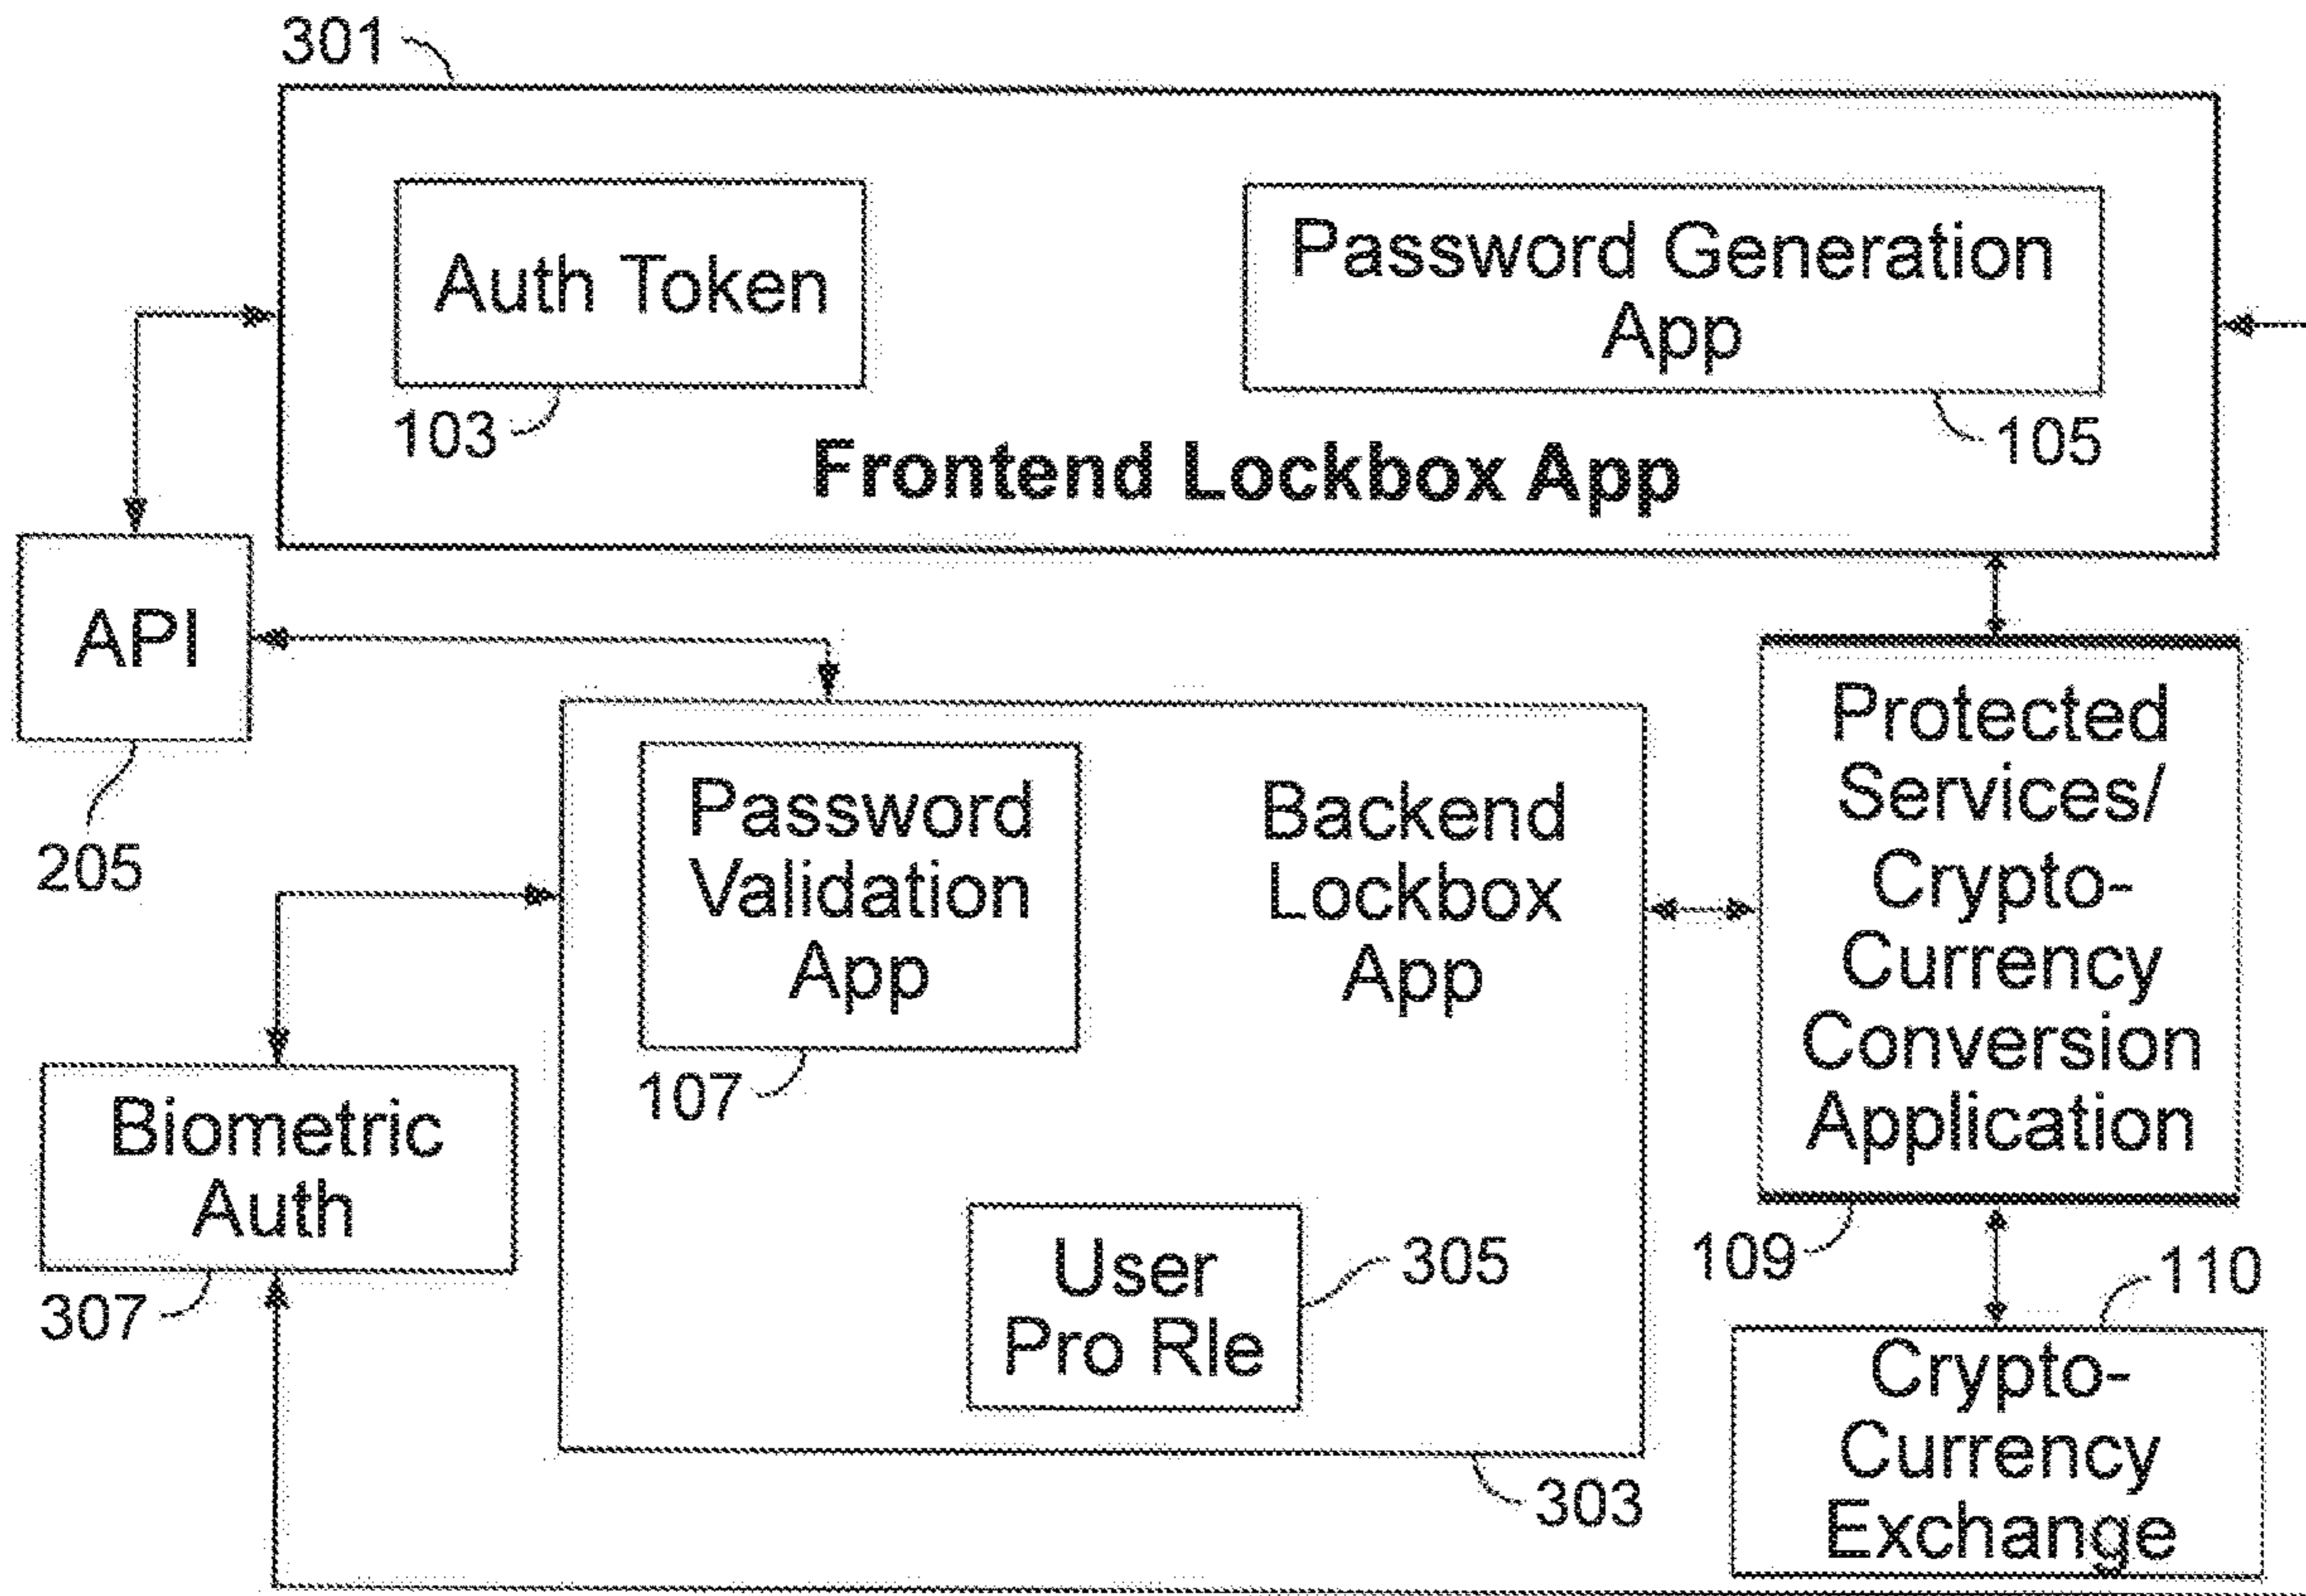 301
Auth Token
103
Password Generation
App
105
Frontend Lockbox App
API
205
Password
Validation
App
107
Backend
Lockbox
App
User
Pro Rle
305
303
Biometric
Auth
307
Protected
Services/
Crypto-
Currency
Conversion
Application
109
110
Crypto-
Currency
Exchange